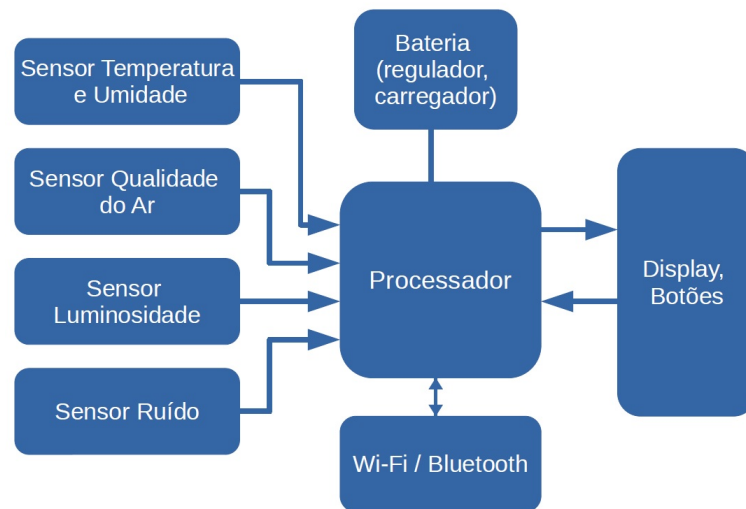 Sensor Temperatura
e Umidade
Bateria
(regulador,
carregador)
Sensor Qualidade
do Ar
Processador
Display,
Botões
Sensor
Luminosidade
Sensor Ruído
Wi-Fi / Bluetooth